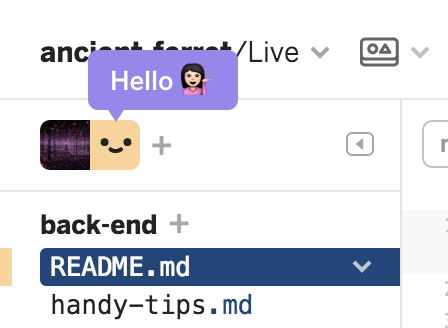 ancient-ferret/Live
Hello 💁🏻‍♀️
back-end
README.md
handy-tips.md